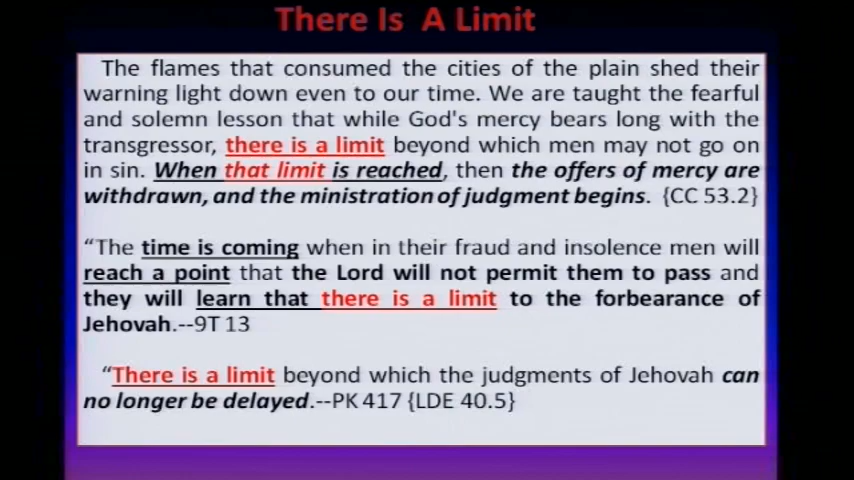 There Is A Limit
The flames that consumed the cities of the plain shed their
warning light down even to our time. We are taught the fearful
and solemn lesson that while God's mercy bears long with the
transgressor, there is a limit beyond which men may not go on
in sin. When that limit is reached, then the offers of mercy are
withdrawn, and the ministration of judgment begins. {CC 53.2}
“The time is coming when in their fraud and insolence men will
reach a point that the Lord will not permit them to pass and
they will learn that there is a limit to the forbearance of
Jehovah.--9T 13
“There is a limit beyond which the judgments of Jehovah can
no longer be delayed.--PK 417 {LDE 40.5}